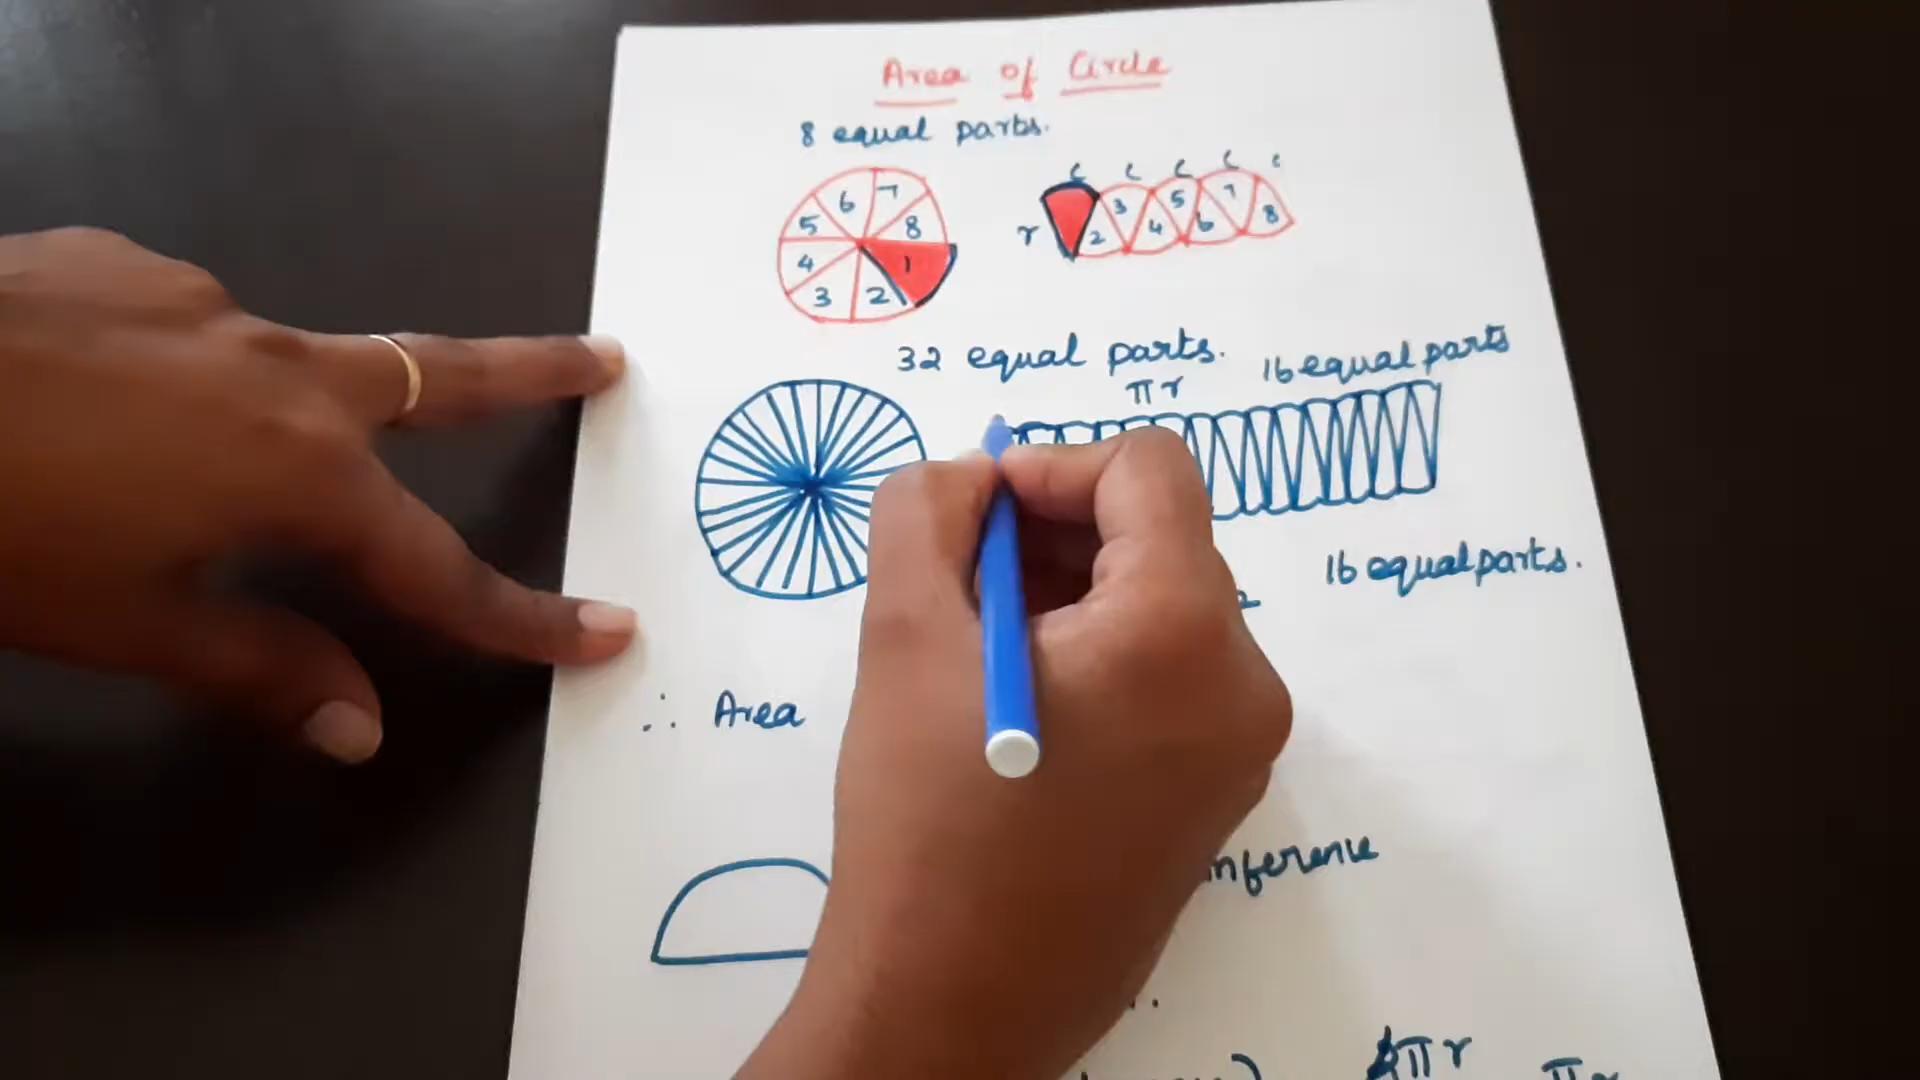 Area of Circle
8 equal parts.
6 7
5 8
4 1
3 2
c c c c c
3 5 7
r 2 4 6 8
32 equal parts. 16 equal parts
πr
16 equal parts.
∴ Area
πr